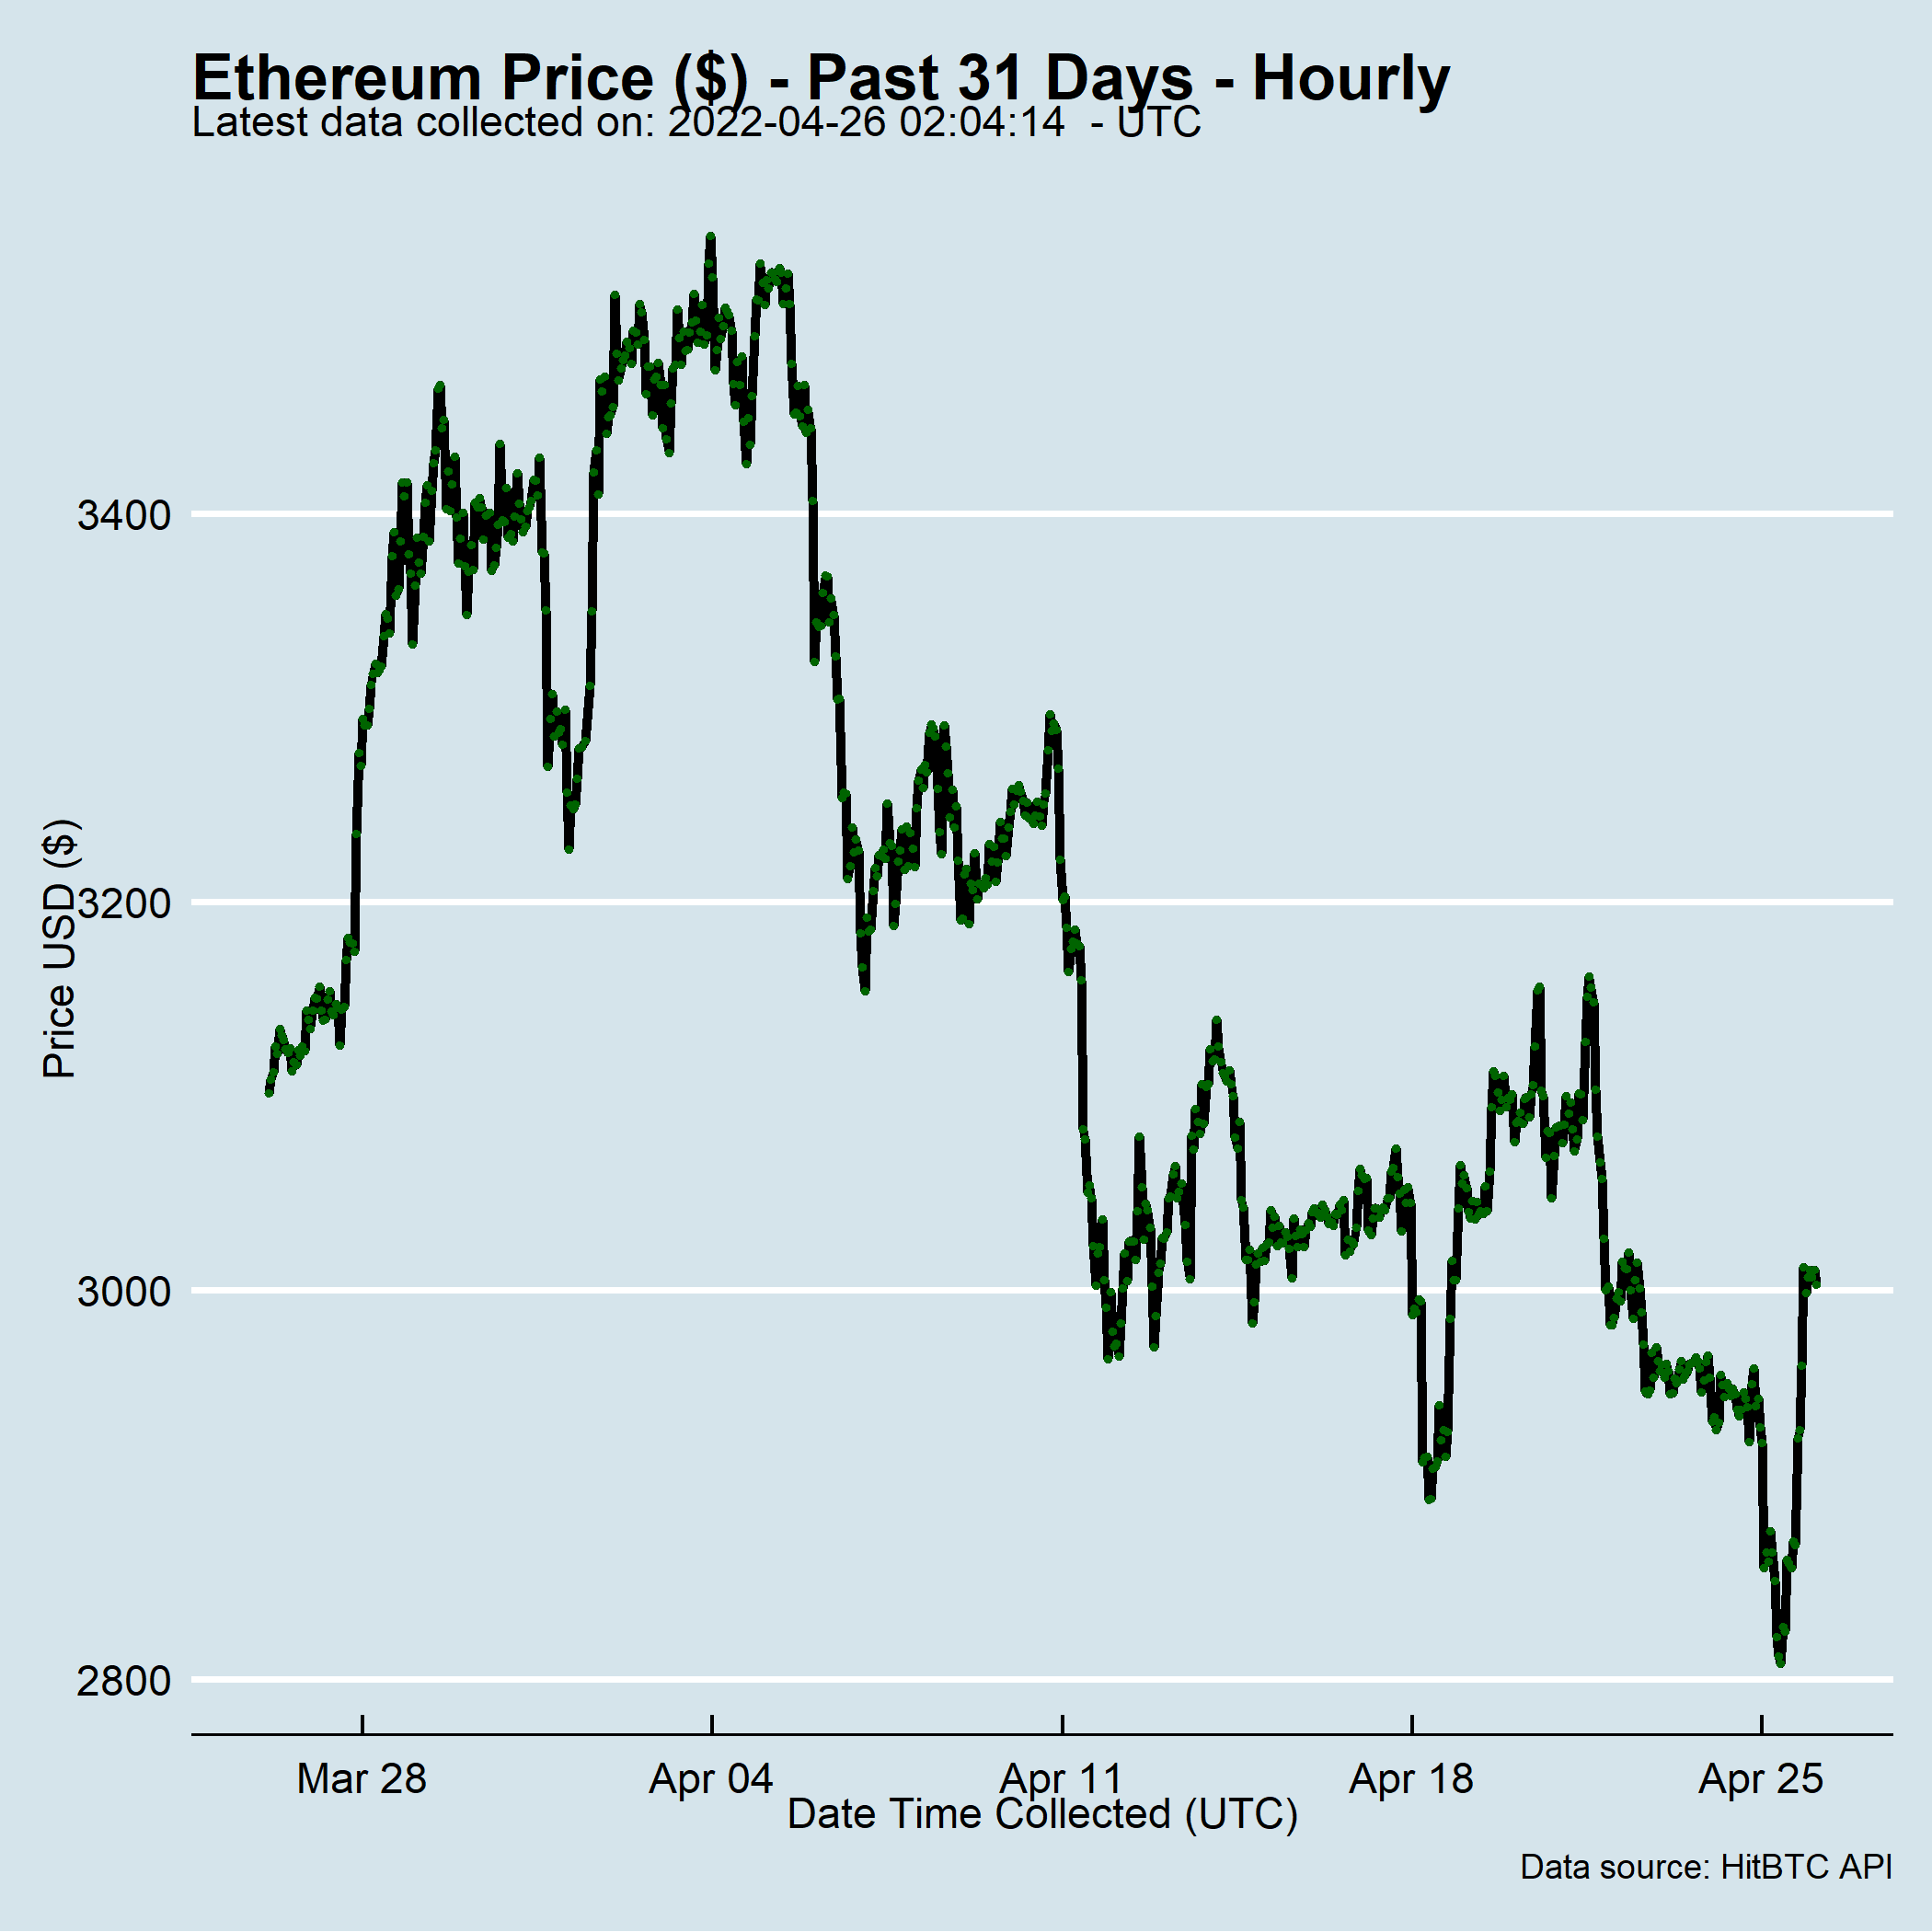 Ethereum Price ($) - Past 31 Days - Hourly
Latest data collected on: 2022-04-26 02:04:14  - UTC
3400
3200
3000
2800
Price USD ($)
Mar 28
Apr 04
Apr 11
Apr 18
Apr 25
Date Time Collected (UTC)
Data source: HitBTC API